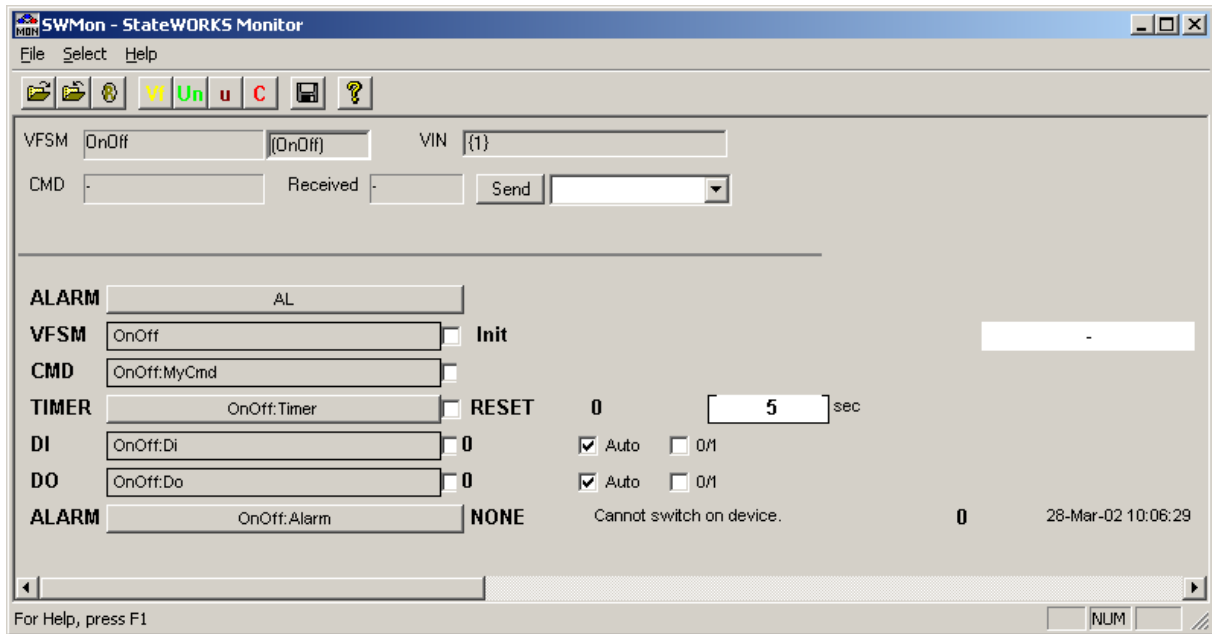 MON SWMon - StateWORKS Monitor
File Select Help
Vf Un u C ?
VFSM OnOff (OnOff) VIN {1}
CMD - Received - Send
ALARM AL
VFSM OnOff Init -
CMD OnOff:MyCmd
TIMER OnOff:Timer RESET 0 5 sec
DI OnOff:Di 0 Auto 0/1
DO OnOff:Do 0 Auto 0/1
ALARM OnOff:Alarm NONE Cannot switch on device. 0 28-Mar-02 10:06:29
For Help, press F1 NUM